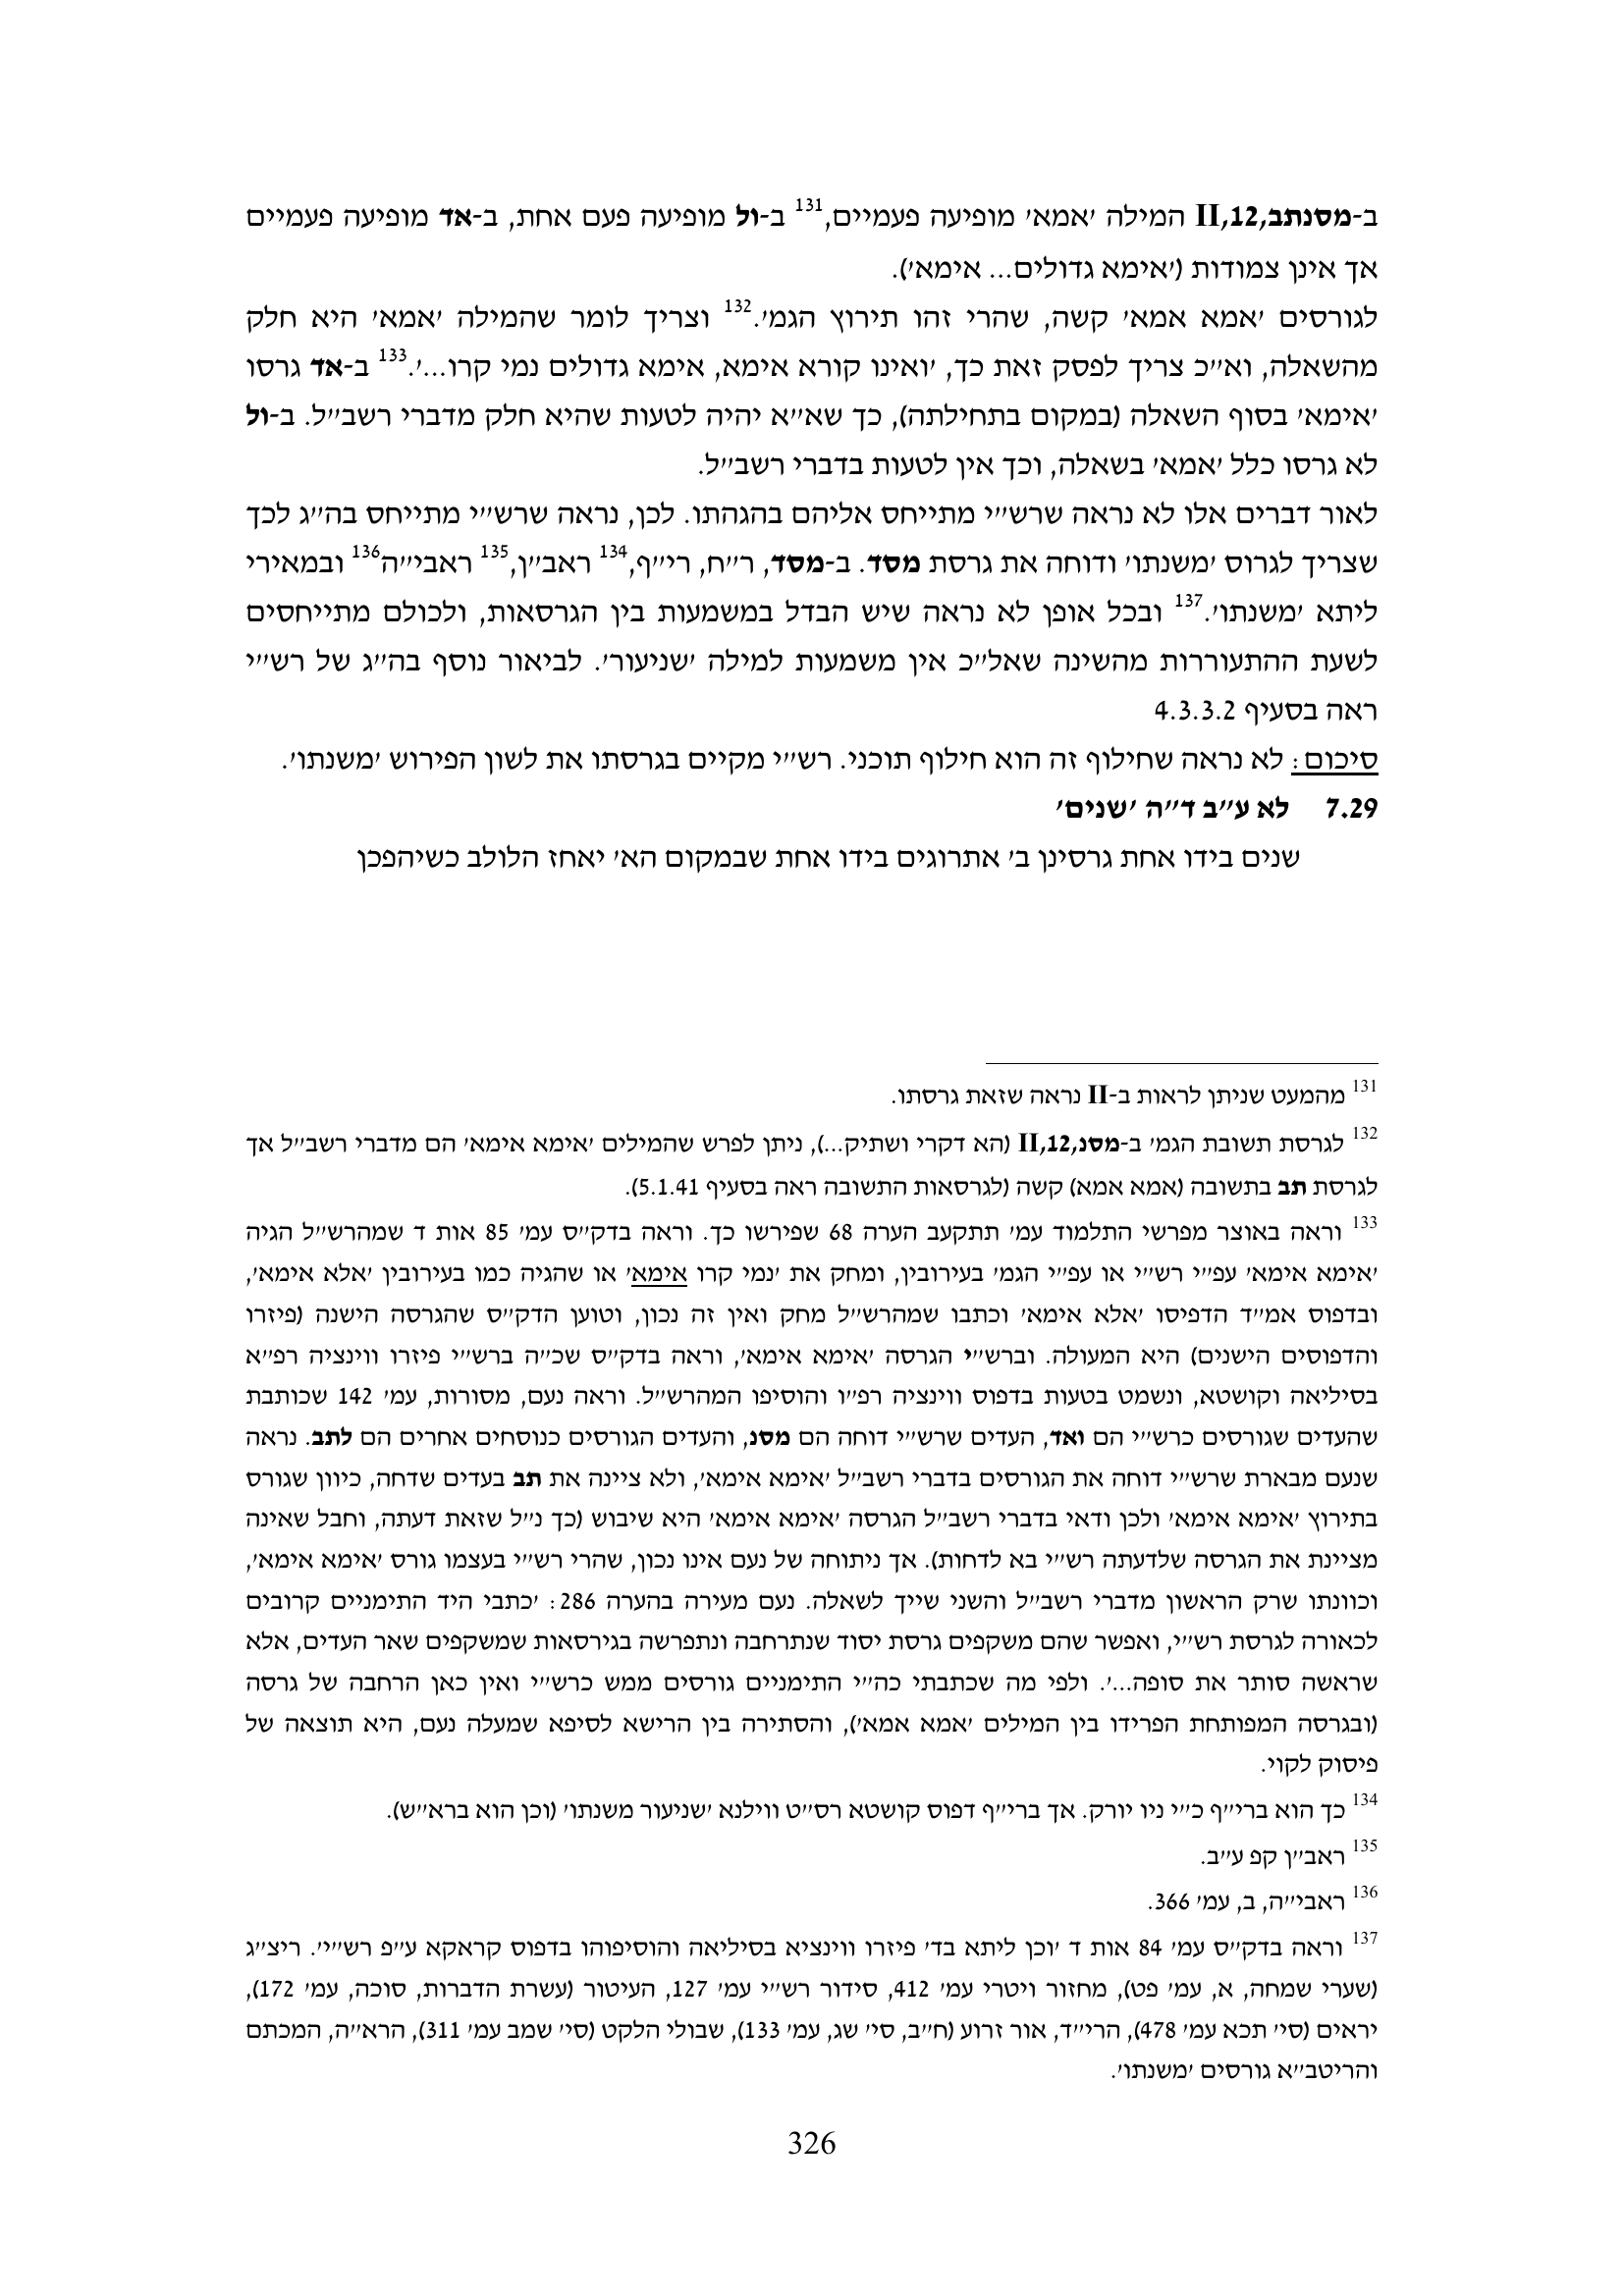 ב-מסנתב,12,II המילה 'אמא' מופיעה פעמיים,131 ב-ול מופיעה פעם אחת, ב-אד מופיעה פעמיים
אך אינן צמודות ('אימא גדולים... אימא').
לגורסים 'אמא אמא' קשה, שהרי זהו תירוץ הגמ'.132 וצריך לומר שהמילה 'אמא' היא חלק
מהשאלה, וא"כ צריך לפסק זאת כך, 'ואינו קורא אימא, אימא גדולים נמי קרו...'.133 ב-אד גרסו
'אימא' בסוף השאלה (במקום בתחילתה), כך שא"א יהיה לטעות שהיא חלק מדברי רשב"ל. ב-ול
לא גרסו כלל 'אמא' בשאלה, וכך אין לטעות בדברי רשב"ל.
לאור דברים אלו לא נראה שרש"י מתייחס אליהם בהגהתו. לכן, נראה שרש"י מתייחס בה"ג לכך
שצריך לגרוס 'משנתו' ודוחה את גרסת מסד. ב-מסד, ר"ח, רי"ף,134 ראב"ן,135 ראבי"ה136 ובמאירי
ליתא 'משנתו'.137 ובכל אופן לא נראה שיש הבדל במשמעות בין הגרסאות, ולכולם מתייחסים
לשעת ההתעוררות מהשינה שאל"כ אין משמעות למילה 'שניעור'. לביאור נוסף בה"ג של רש"י
ראה בסעיף 4.3.3.2
סיכום: לא נראה שחילוף זה הוא חילוף תוכני. רש"י מקיים בגרסתו את לשון הפירוש 'משנתו'.
7.29 לא ע"ב ד"ה 'שנים'
שנים בידו אחת גרסינן ב' אתרוגים בידו אחת שבמקום הא' יאחז הלולב כשיהפכן
131 מהמעט שניתן לראות ב-II נראה שזאת גרסתו.
132 לגרסת תשובת הגמ' ב-מסנ,12,II (הא דקרי ושתיק...), ניתן לפרש שהמילים 'אימא אימא' הם מדברי רשב"ל אך
לגרסת תב בתשובה (אמא אמא) קשה (לגרסאות התשובה ראה בסעיף 5.1.41).
133 וראה באוצר מפרשי התלמוד עמ' תתקעב הערה 68 שפירשו כך. וראה בדק"ס עמ' 85 אות ד שמהרש"ל הגיה
'אימא אימא' עפ"י רש"י או עפ"י הגמ' בעירובין, ומחק את 'נמי קרו אימא' או שהגיה כמו בעירובין 'אלא אימא',
ובדפוס אמ"ד הדפיסו 'אלא אימא' וכתבו שמהרש"ל מחק ואין זה נכון, וטוען הדק"ס שהגרסה הישנה (פיזרו
והדפוסים הישנים) היא המעולה. וברש"י הגרסה 'אימא אימא', וראה בדק"ס שכ"ה ברש"י פיזרו ווינציה רפ"א
בסיליאה וקושטא, ונשמט בטעות בדפוס ווינציה רפ"ו והוסיפו המהרש"ל. וראה נעם, מסורות, עמ' 142 שכותבת
שהעדים שגורסים כרש"י הם ואד, העדים שרש"י דוחה הם מסנ, והעדים הגורסים כנוסחים אחרים הם לתב. נראה
שנעם מבארת שרש"י דוחה את הגורסים בדברי רשב"ל 'אימא אימא', ולא ציינה את תב בעדים שדחה, כיוון שגורס
בתירוץ 'אימא אימא' ולכן ודאי בדברי רשב"ל הגרסה 'אימא אימא' היא שיבוש (כך נ"ל שזאת דעתה, וחבל שאינה
מציינת את הגרסה שלדעתה רש"י בא לדחות). אך ניתוחה של נעם אינו נכון, שהרי רש"י בעצמו גורס 'אימא אימא',
וכוונתו שרק הראשון מדברי רשב"ל והשני שייך לשאלה. נעם מעירה בהערה 286: 'כתבי היד התימניים קרובים
לכאורה לגרסת רש"י, ואפשר שהם משקפים גרסת יסוד שנתרחבה ונתפרשה בגירסאות שמשקפים שאר העדים, אלא
שראשה סותר את סופה...'. ולפי מה שכתבתי כה"י התימניים גורסים ממש כרש"י ואין כאן הרחבה של גרסה
(ובגרסה המפותחת הפרידו בין המילים 'אמא אמא'), והסתירה בין הרישא לסיפא שמעלה נעם, היא תוצאה של
פיסוק לקוי.
134 כך הוא ברי"ף כ"י ניו יורק. אך ברי"ף דפוס קושטא רס"ט ווילנא 'שניעור משנתו' (וכן הוא ברא"ש).
135 ראב"ן קפ ע"ב.
136 ראבי"ה, ב, עמ' 366.
137 וראה בדק"ס עמ' 84 אות ד 'וכן ליתא בד' פיזרו ווינציא בסיליאה והוסיפוהו בדפוס קראקא ע"פ רש"י'. ריצ"ג
(שערי שמחה, א, עמ' פט), מחזור ויטרי עמ' 412, סידור רש"י עמ' 127, העיטור (עשרת הדברות, סוכה, עמ' 172),
יראים (סי' תכא עמ' 478), הרי"ד, אור זרוע (ח"ב, סי' שג, עמ' 133), שבולי הלקט (סי' שמב עמ' 311), הרא"ה, המכתם
והריטב"א גורסים 'משנתו'.
326